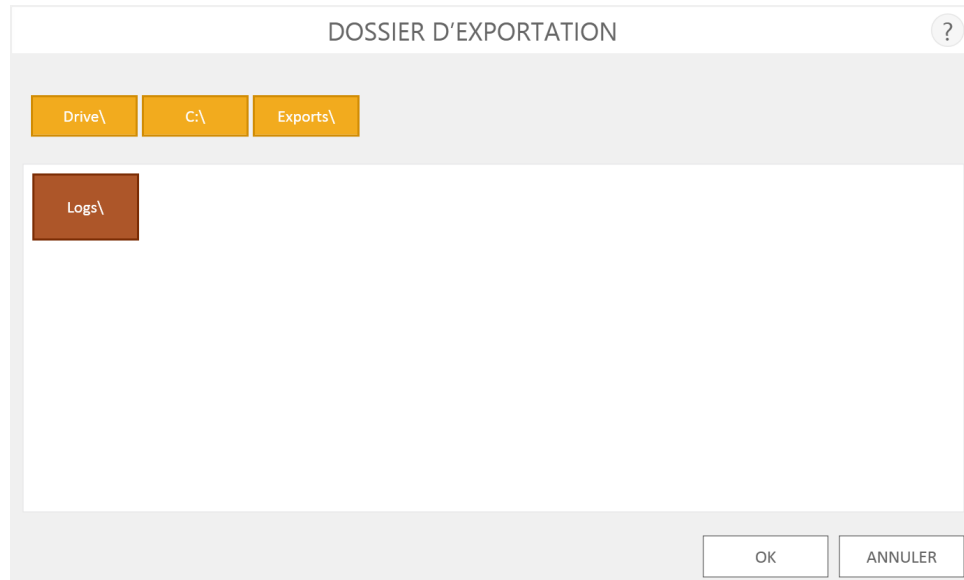 DOSSIER D’EXPORTATION ?
Drive\ C:\ Exports\
Logs\
OK ANNULER